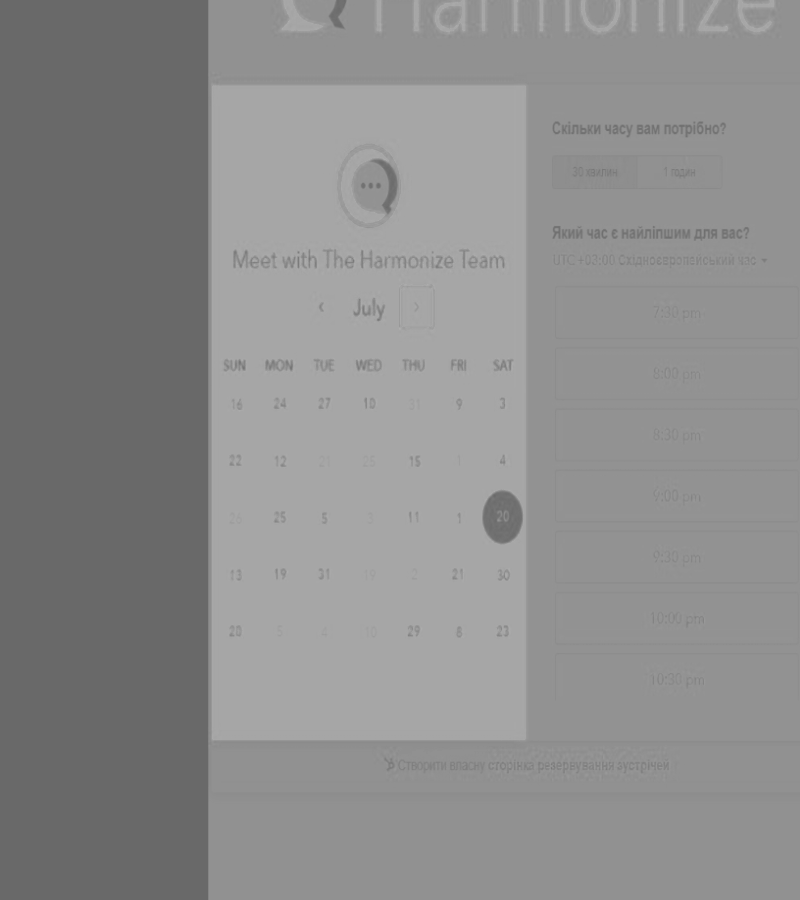 Harmonize
Meet with The Harmonize Team
‹ July ›
SUN MON TUE WED THU FRI SAT
16 24 27 10 31 9 3
22 12 21 25 15 1 4
26 25 5 3 11 1 20
13 19 31 19 2 21 30
20 5 4 18 29 8 23
Скільки часу вам потрібно?
30 хвилин 1 годин
Який час є найліпшим для вас?
UTC +03:00 Східноєвропейський час
7:30 pm
8:00 pm
8:30 pm
9:00 pm
9:30 pm
10:00 pm
10:30 pm
Створити власну сторінка резервування зустрічей